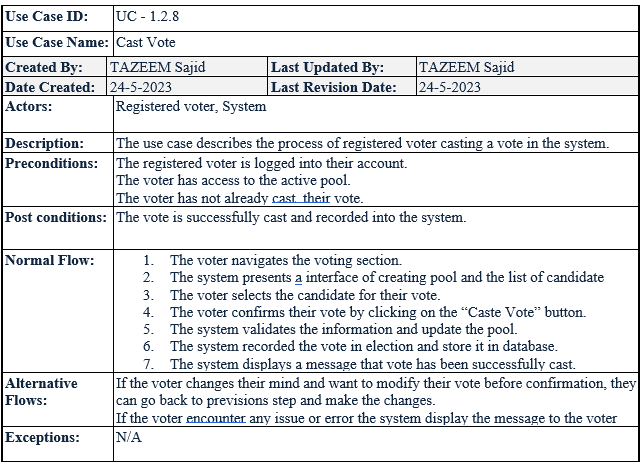 Use Case ID: UC - 1.2.8
Use Case Name: Cast Vote
Created By: TAZEEM Sajid Last Updated By: TAZEEM Sajid
Date Created: 24-5-2023 Last Revision Date: 24-5-2023
Actors: Registered voter, System
Description: The use case describes the process of registered voter casting a vote in the system.
Preconditions: The registered voter is logged into their account.
The voter has access to the active pool.
The voter has not already cast their vote.
Post conditions: The vote is successfully cast and recorded into the system.
Normal Flow: 1. The voter navigates the voting section.
2. The system presents a interface of creating pool and the list of candidate
3. The voter selects the candidate for their vote.
4. The voter confirms their vote by clicking on the “Caste Vote” button.
5. The system validates the information and update the pool.
6. The system recorded the vote in election and store it in database.
7. The system displays a message that vote has been successfully cast.
Alternative If the voter changes their mind and want to modify their vote before confirmation, they
Flows: can go back to previsions step and make the changes.
If the voter encounter any issue or error the system display the message to the voter
Exceptions: N/A